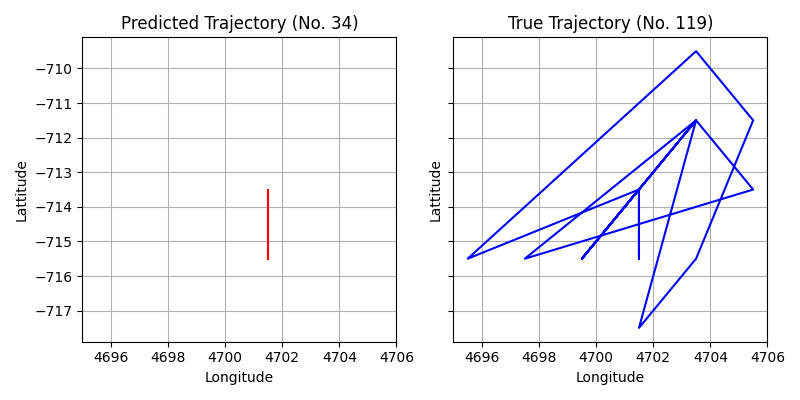 Predicted Trajectory (No. 34)
True Trajectory (No. 119)
−710
−711
−712
−713
−714
−715
−716
−717
Lattitude
Lattitude
4696 4698 4700 4702 4704 4706
4696 4698 4700 4702 4704 4706
Longitude
Longitude